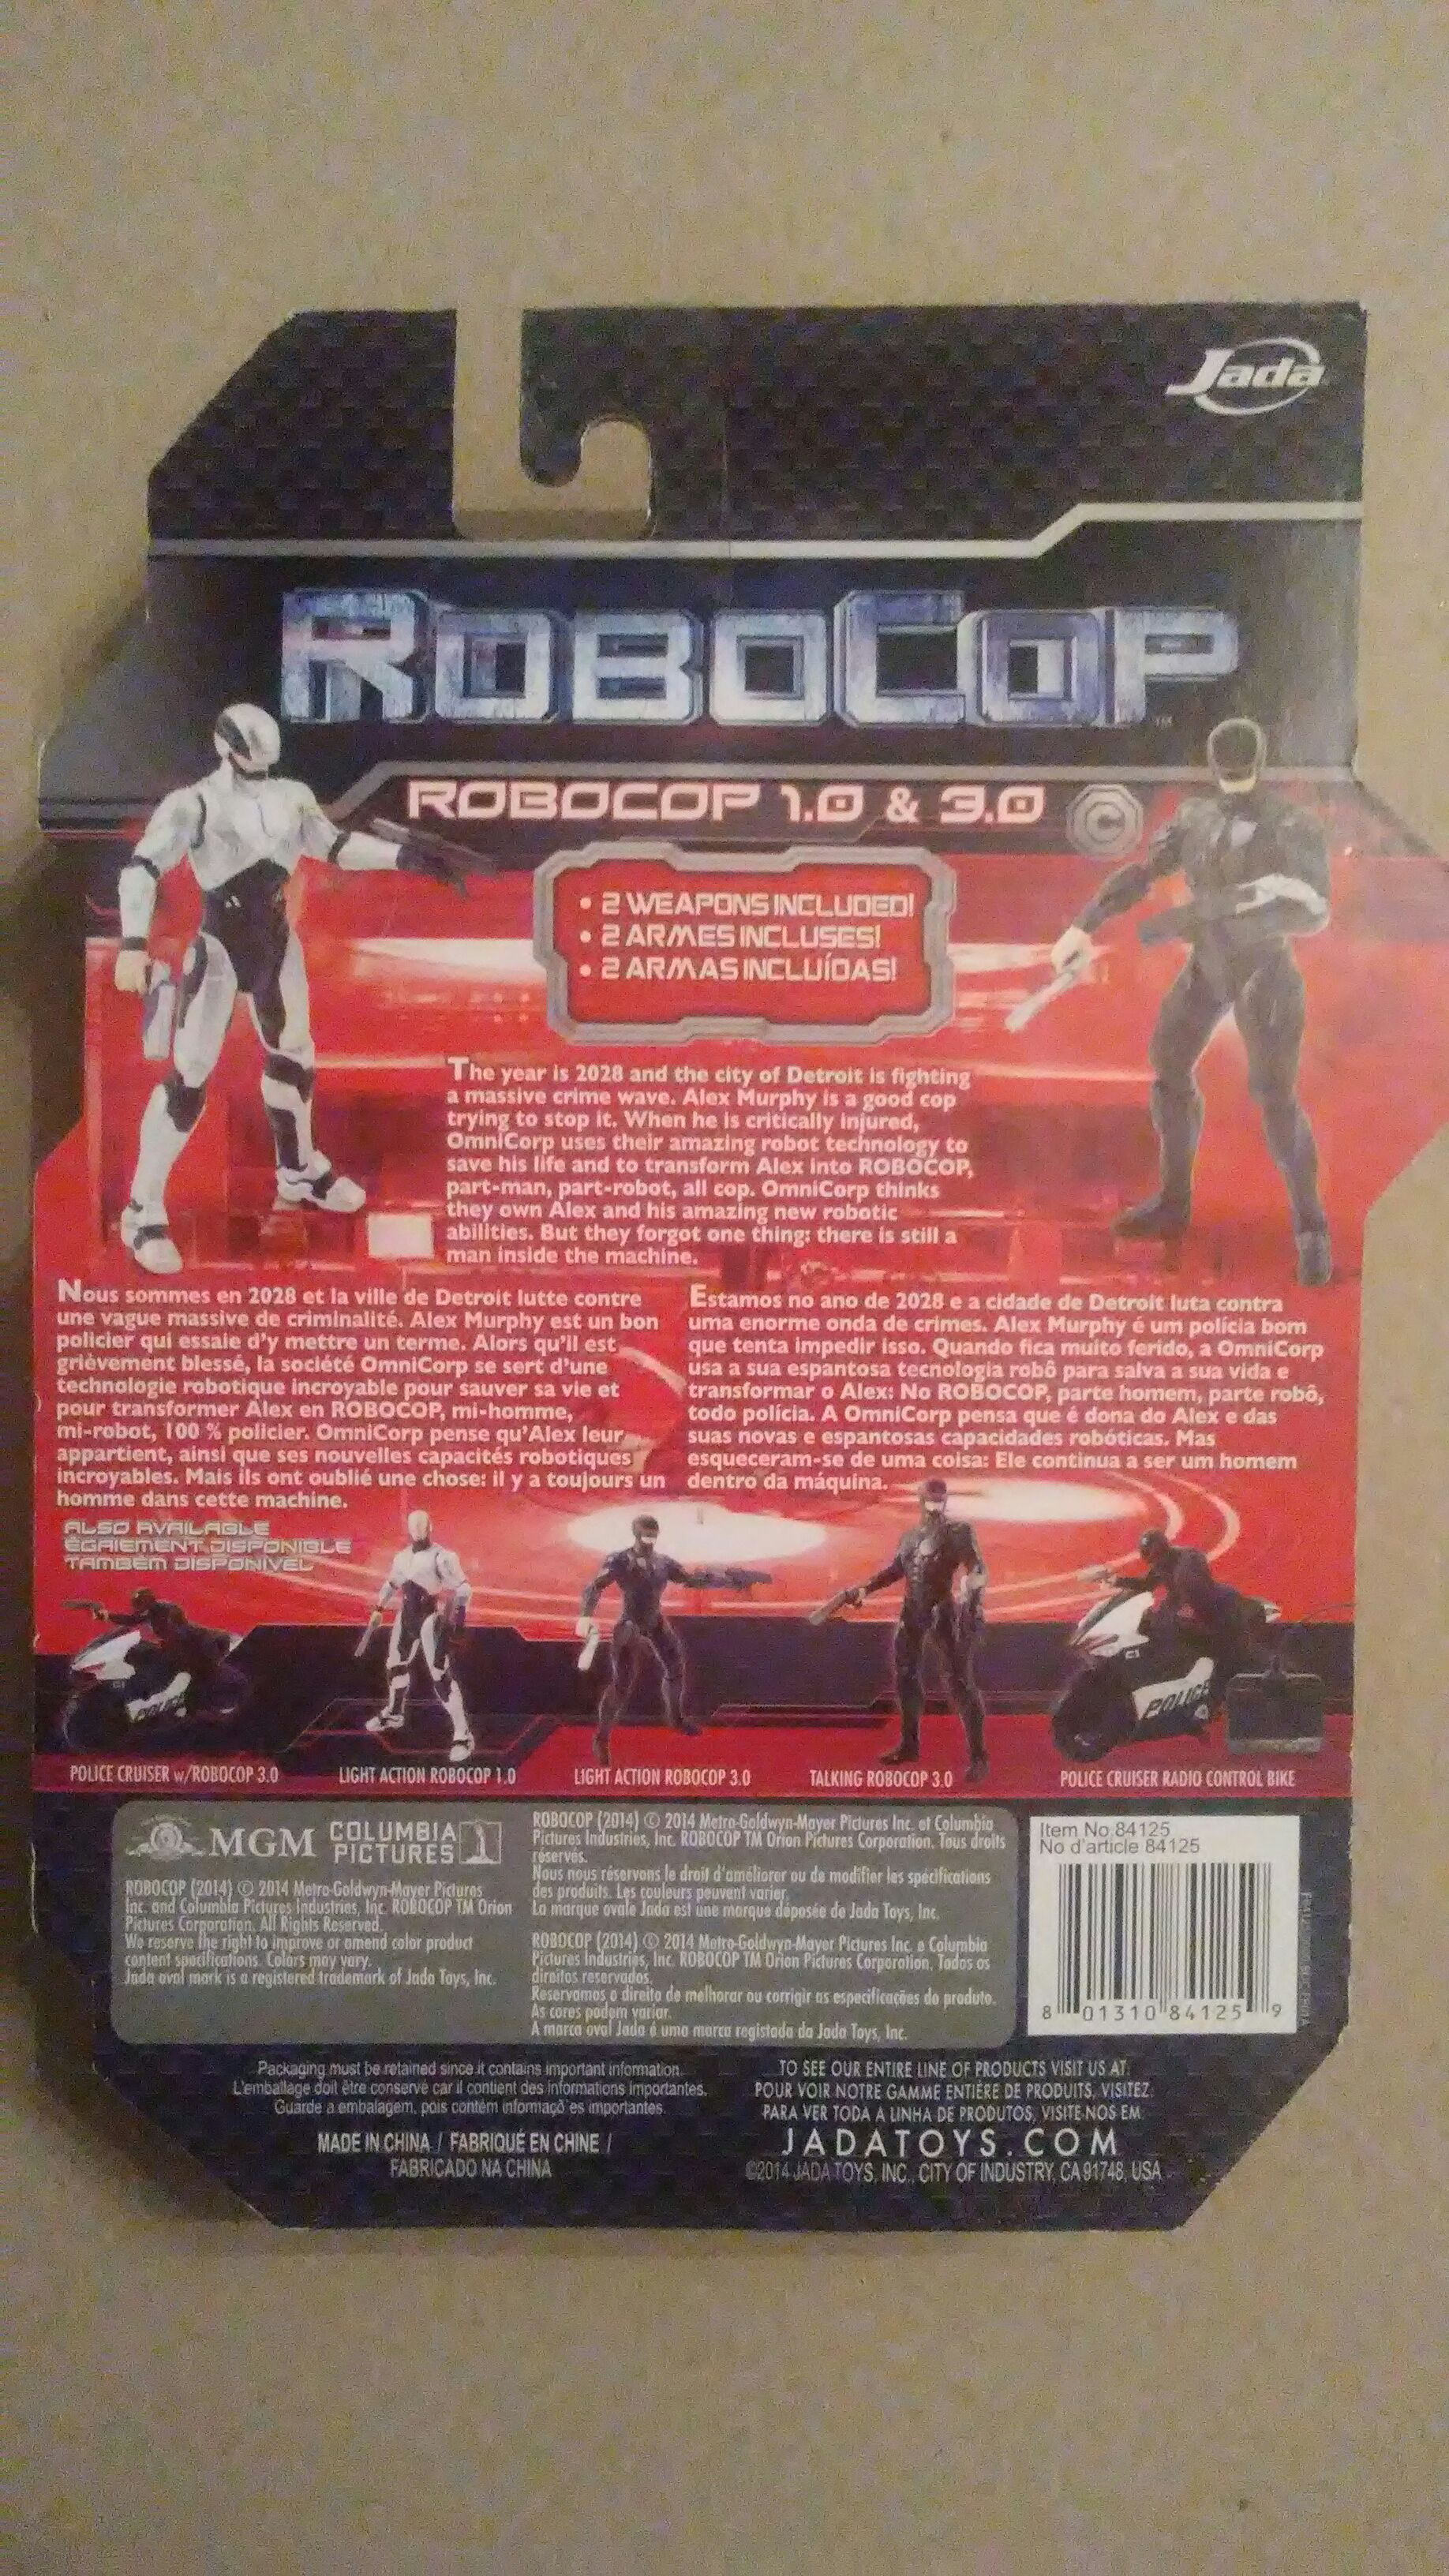 Jada
ROBOCOP
TM
ROBOCOP 1.0 & 3.0
C
• 2 WEAPONS INCLUDED!
• 2 ARMES INCLUSES!
• 2 ARMAS INCLUÍDAS!
The year is 2028 and the city of Detroit is fighting
a massive crime wave. Alex Murphy is a good cop
trying to stop it. When he is critically injured,
OmniCorp uses their amazing robot technology to
save his life and to transform Alex into ROBOCOP,
part-man, part-robot, all cop. OmniCorp thinks
they own Alex and his amazing new robotic
abilities. But they forgot one thing: there is still a
man inside the machine.
Nous sommes en 2028 et la ville de Detroit lutte contre
une vague massive de criminalité. Alex Murphy est un bon
policier qui essaie d'y mettre un terme. Alors qu'il est
grièvement blessé, la société OmniCorp se sert d'une
technologie robotique incroyable pour sauver sa vie et
pour transformer Alex en ROBOCOP, mi-homme,
mi-robot, 100 % policier. OmniCorp pense qu'Alex leur
appartient, ainsi que ses nouvelles capacités robotiques
incroyables. Mais ils ont oublié une chose: il y a toujours un
homme dans cette machine.
Estamos no ano de 2028 e a cidade de Detroit luta contra
uma enorme onda de crimes. Alex Murphy é um polícia bom
que tenta impedir isso. Quando fica muito ferido, a OmniCorp
usa a sua espantosa tecnologia robô para salva a sua vida e
transformar o Alex: No ROBOCOP, parte homem, parte robô,
todo polícia. A OmniCorp pensa que é dona do Alex e das
suas novas e espantosas capacidades robóticas. Mas
esqueceram-se de uma coisa: Ele continua a ser um homem
dentro da máquina.
ALSO AVAILABLE
ÉGAIEMENT DISPONIBLE
TAMBÉM DISPONÍVEL
POLICE
POLICE
POLICE CRUISER w/ROBOCOP 3.0
LIGHT ACTION ROBOCOP 1.0
LIGHT ACTION ROBOCOP 3.0
TALKING ROBOCOP 3.0
POLICE CRUISER RADIO CONTROL BIKE
MGM
COLUMBIA
PICTURES
ROBOCOP (2014) © 2014 Metro-Goldwyn-Mayer Pictures
Inc. and Columbia Pictures Industries, Inc. ROBOCOP TM Orion
Pictures Corporation. All Rights Reserved.
We reserve the right to improve or amend color product
content specifications. Colors may vary.
Jada oval mark is a registered trademark of Jada Toys, Inc.
ROBOCOP (2014) © 2014 Metro-Goldwyn-Mayer Pictures Inc. et Columbia
Pictures Industries, Inc. ROBOCOP TM Orion Pictures Corporation. Tous droits
réservés.
Nous nous réservons le droit d'améliorer ou de modifier les spécifications
des produits. Les couleurs peuvent varier.
La marque ovale Jada est une marque déposée de Jada Toys, Inc.
ROBOCOP (2014) © 2014 Metro-Goldwyn-Mayer Pictures Inc. e Columbia
Pictures Industries, Inc. ROBOCOP TM Orion Pictures Corporation. Todos os
direitos reservados.
Reservamos o direito de melhorar ou corrigir as especificações do produto.
As cores podem variar.
A marca oval Jada é uma marca registada da Jada Toys, Inc.
Item No.84125
No d'article 84125
8 01310 84125 9
Packaging must be retained since it contains important information.
L'emballage doit être conservé car il contient des informations importantes.
Guarde a embalagem, pois contém informaçõ es importantes.
MADE IN CHINA / FABRIQUÉ EN CHINE /
FABRICADO NA CHINA
TO SEE OUR ENTIRE LINE OF PRODUCTS VISIT US AT:
POUR VOIR NOTRE GAMME ENTIÈRE DE PRODUITS, VISITEZ:
PARA VER TODA A LINHA DE PRODUTOS, VISITE-NOS EM:
JADATOYS.COM
©2014 JADA TOYS, INC., CITY OF INDUSTRY, CA 91748, USA